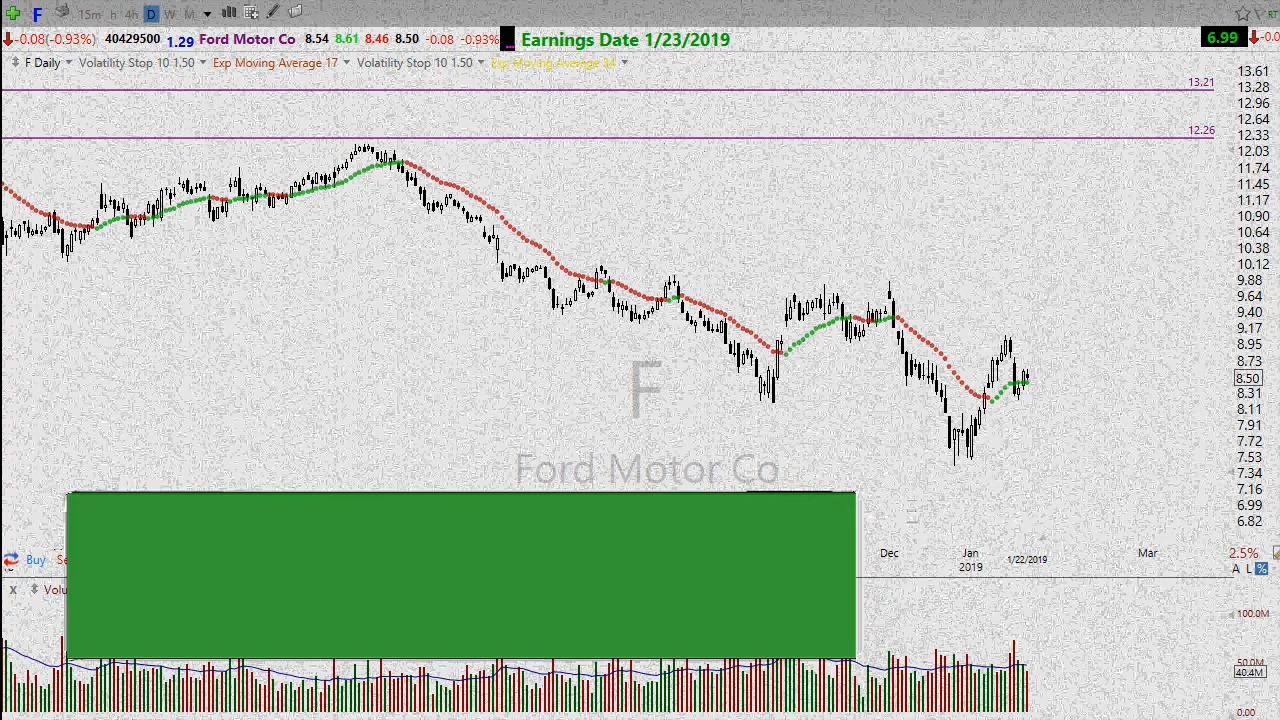 F 15m h 4h D W M RT
-0.08(-0.93%) 40429500 1.29 Ford Motor Co 8.54 8.61 8.46 8.50 -0.08 -0.93% Earnings Date 1/23/2019 6.99 -0.0
F Daily Volatility Stop 10 1.50 Exp Moving Average 17 Volatility Stop 10 1.50 Exp Moving Average 34
13.61
13.21
13.28
12.96
12.64
12.26
12.33
12.03
11.74
11.45
11.17
10.90
10.64
10.38
10.12
9.88
9.64
9.40
9.17
8.95
8.73
8.50
8.31
8.11
7.91
7.72
7.53
7.34
7.16
6.99
6.82
F
Ford Motor Co
Buy Se
Dec Jan Mar 2.5%
2019 1/22/2019 A L %
X Volu
100.0M
50.0M
40.4M
0.00